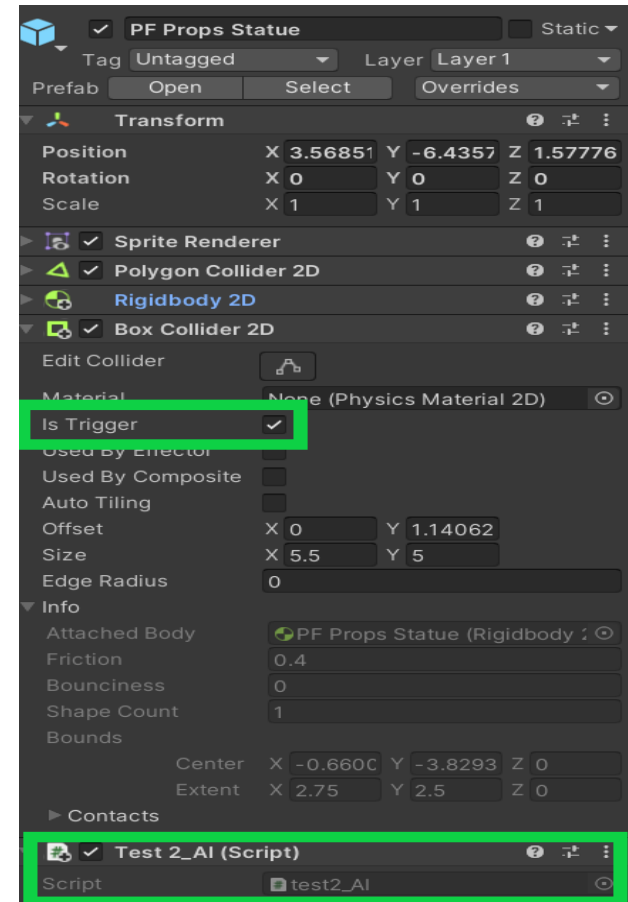 PF Props Statue Static
Tag Untagged Layer Layer 1
Prefab Open Select Overrides
Transform
Position X 3.56851 Y -6.4357 Z 1.57776
Rotation X 0 Y 0 Z 0
Scale X 1 Y 1 Z 1
Sprite Renderer
Polygon Collider 2D
Rigidbody 2D
Box Collider 2D
Edit Collider
Material None (Physics Material 2D)
Is Trigger
Used By Effector
Used By Composite
Auto Tiling
Offset X 0 Y 1.14062
Size X 5.5 Y 5
Edge Radius 0
Info
Attached Body PF Props Statue (Rigidbody
Friction 0.4
Bounciness 0
Shape Count 1
Bounds
Center X -0.6600 Y -3.8293 Z 0
Extent X 2.75 Y 2.5 Z 0
Contacts
Test 2_AI (Script)
Script test2_AI